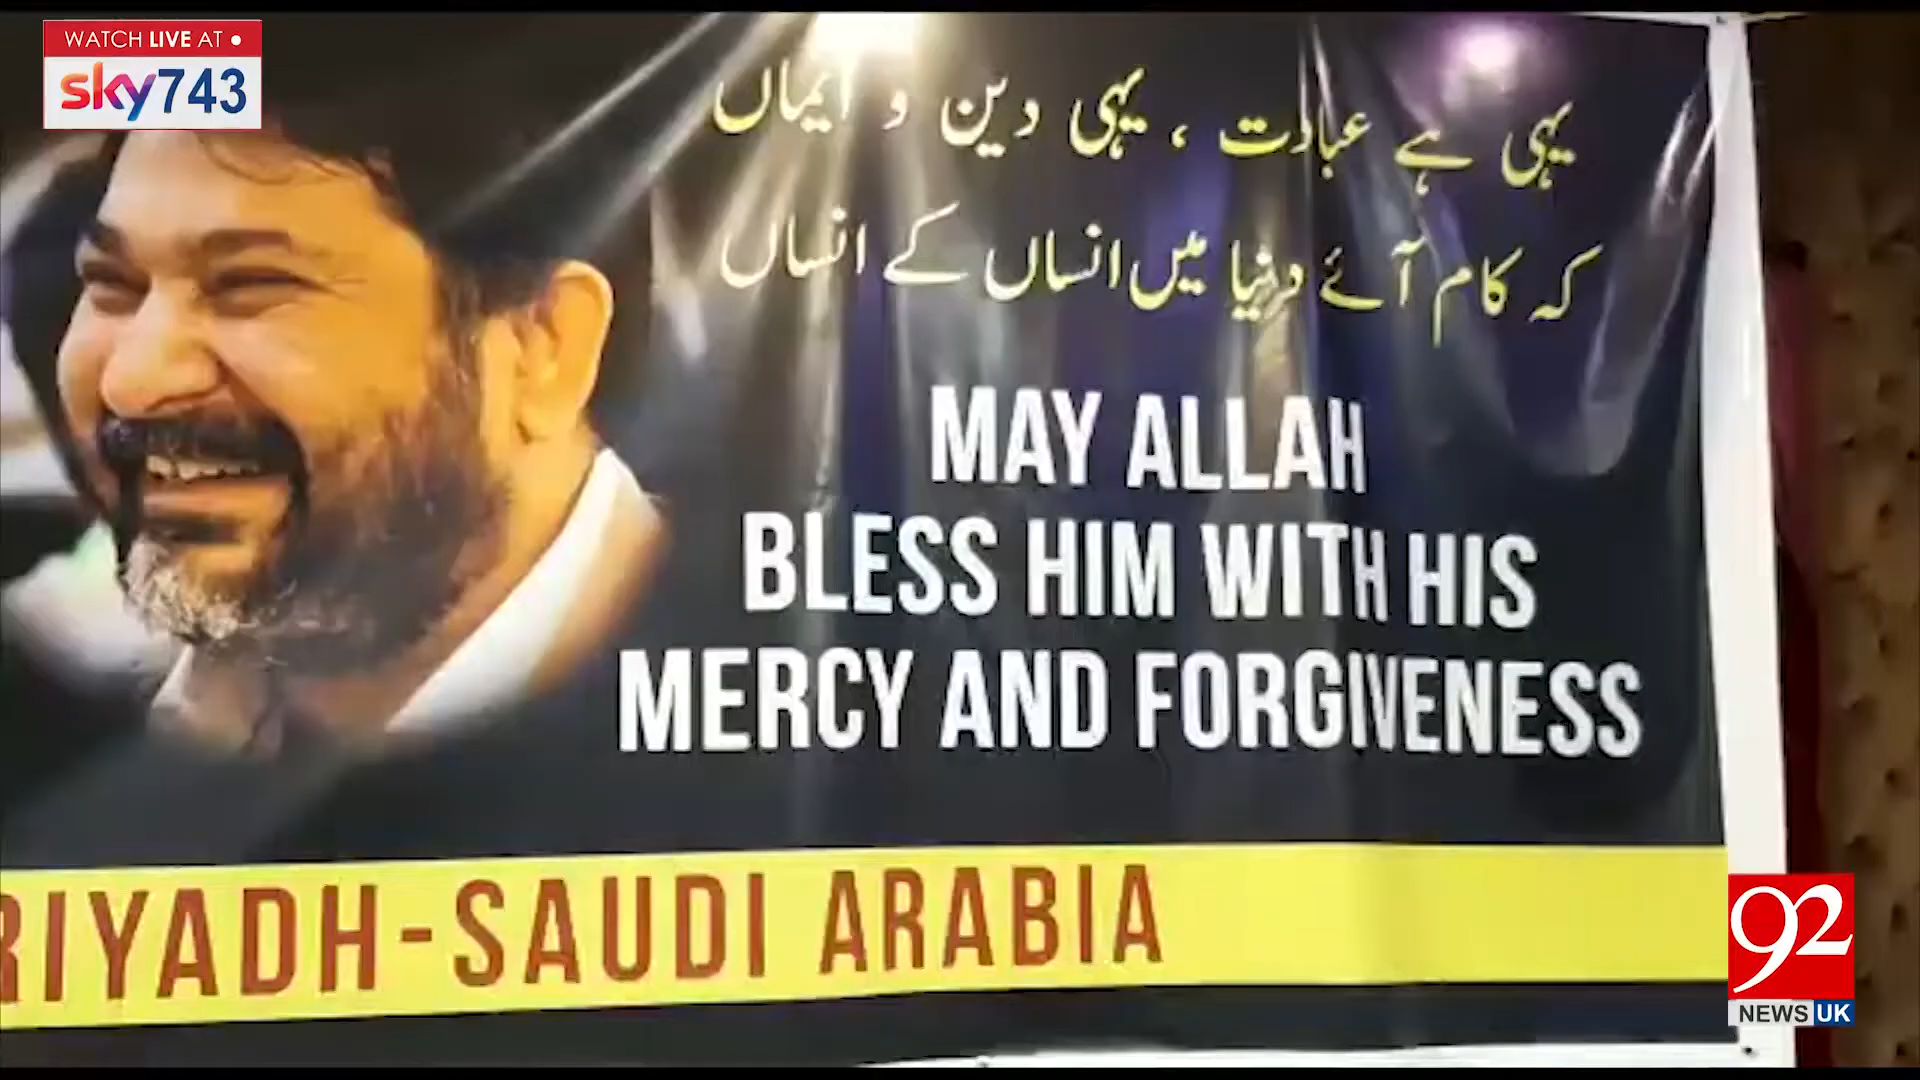 WATCH LIVE AT
sky743
یہی ہے عبادت ، یہی دین و ایماں
کہ کام آئے دنیا میں انساں کے انساں
MAY ALLAH
BLESS HIM WITH HIS
MERCY AND FORGIVENESS
RIYADH-SAUDI ARABIA
92
NEWS UK